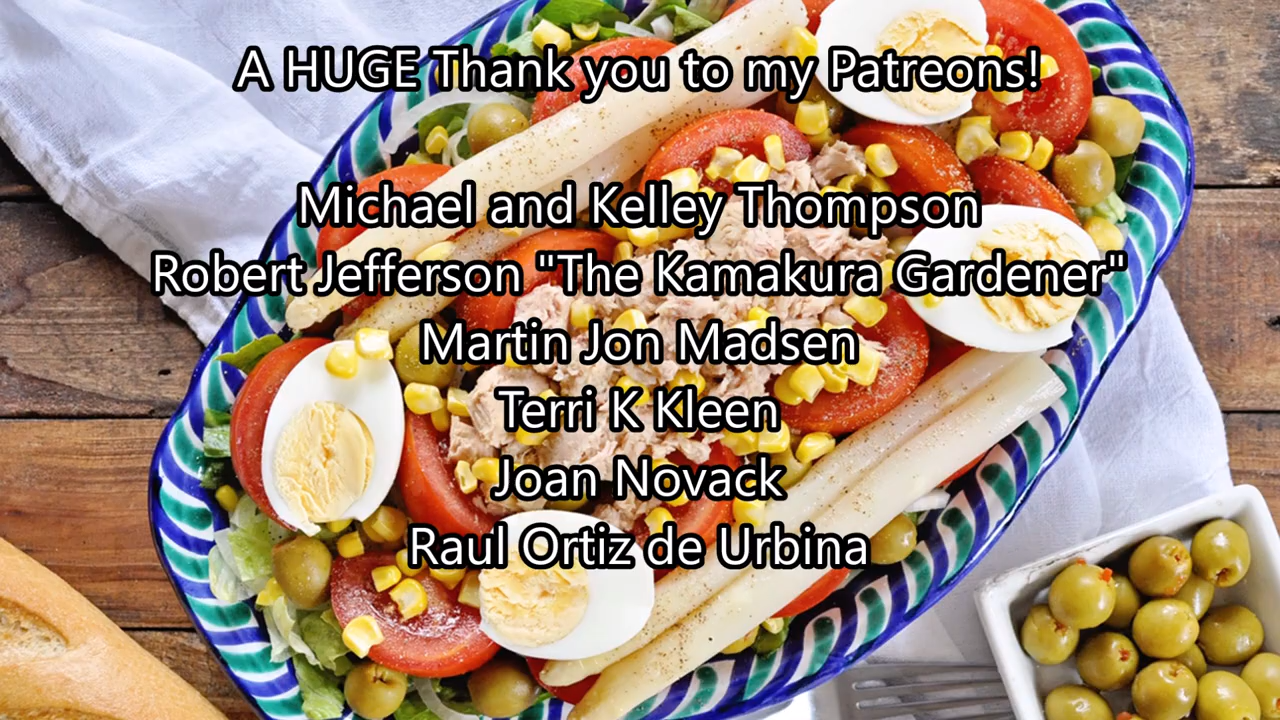 A HUGE Thank you to my Patreons!
Michael and Kelley Thompson
Robert Jefferson "The Kamakura Gardener"
Martin Jon Madsen
Terri K Kleen
Joan Novack
Raul Ortiz de Urbina